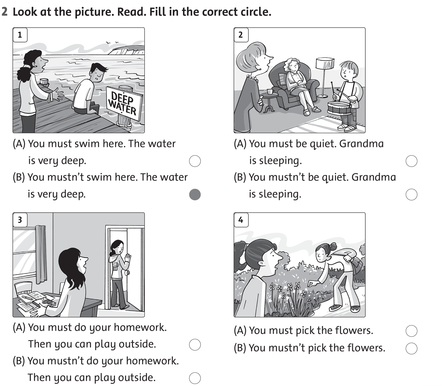 2 Look at the picture. Read. Fill in the correct circle.
1
DEEP
WATER
(A) You must swim here. The water
is very deep.
(B) You mustn't swim here. The water
is very deep.
2
(A) You must be quiet. Grandma
is sleeping.
(B) You mustn't be quiet. Grandma
is sleeping.
3
(A) You must do your homework.
Then you can play outside.
(B) You mustn't do your homework.
Then you can play outside.
4
(A) You must pick the flowers.
(B) You mustn't pick the flowers.